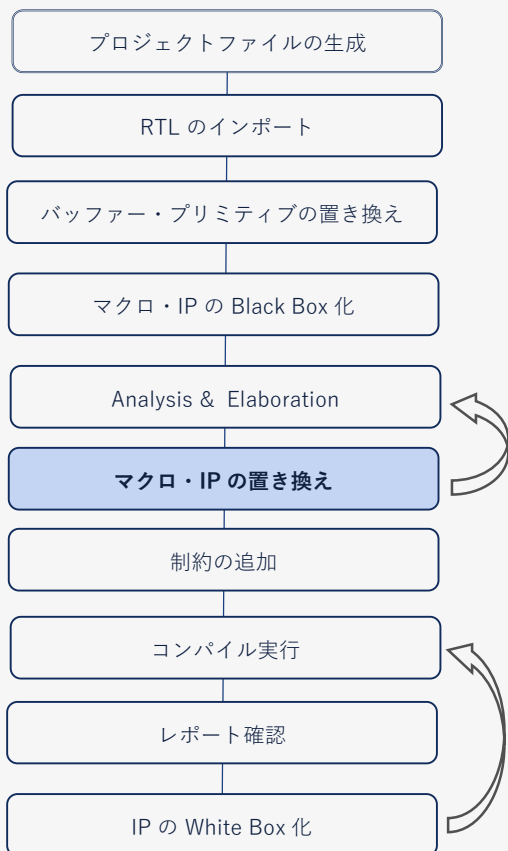 プロジェクトファイルの生成
RTL のインポート
バッファー・プリミティブの置き換え
マクロ・IP の Black Box 化
Analysis & Elaboration
マクロ・IP の置き換え
制約の追加
コンパイル実行
レポート確認
IP の White Box 化